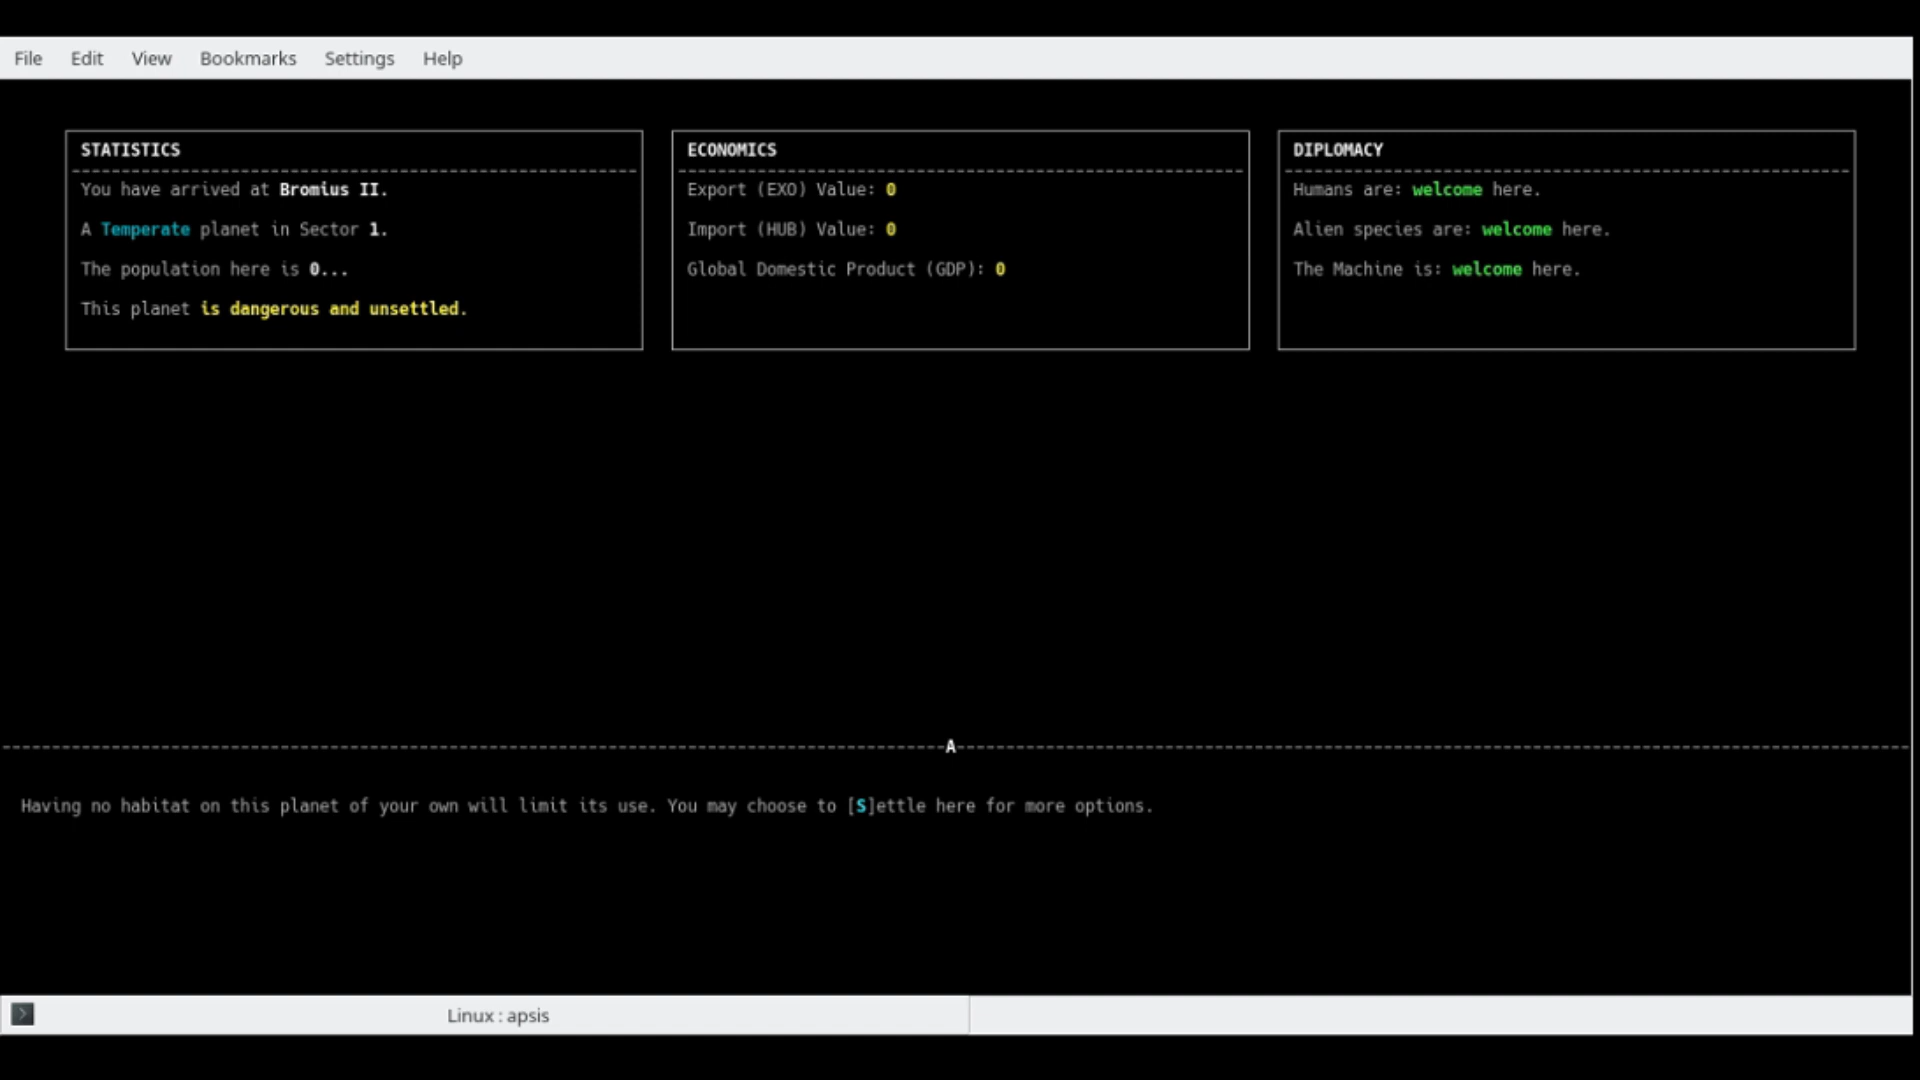 File Edit View Bookmarks Settings Help
STATISTICS
You have arrived at Bromius II.
A Temperate planet in Sector 1.
The population here is 0...
This planet is dangerous and unsettled.
ECONOMICS
Export (EXO) Value: 0
Import (HUB) Value: 0
Global Domestic Product (GDP): 0
DIPLOMACY
Humans are: welcome here.
Alien species are: welcome here.
The Machine is: welcome here.
A
Having no habitat on this planet of your own will limit its use. You may choose to [S]ettle here for more options.
Linux : apsis